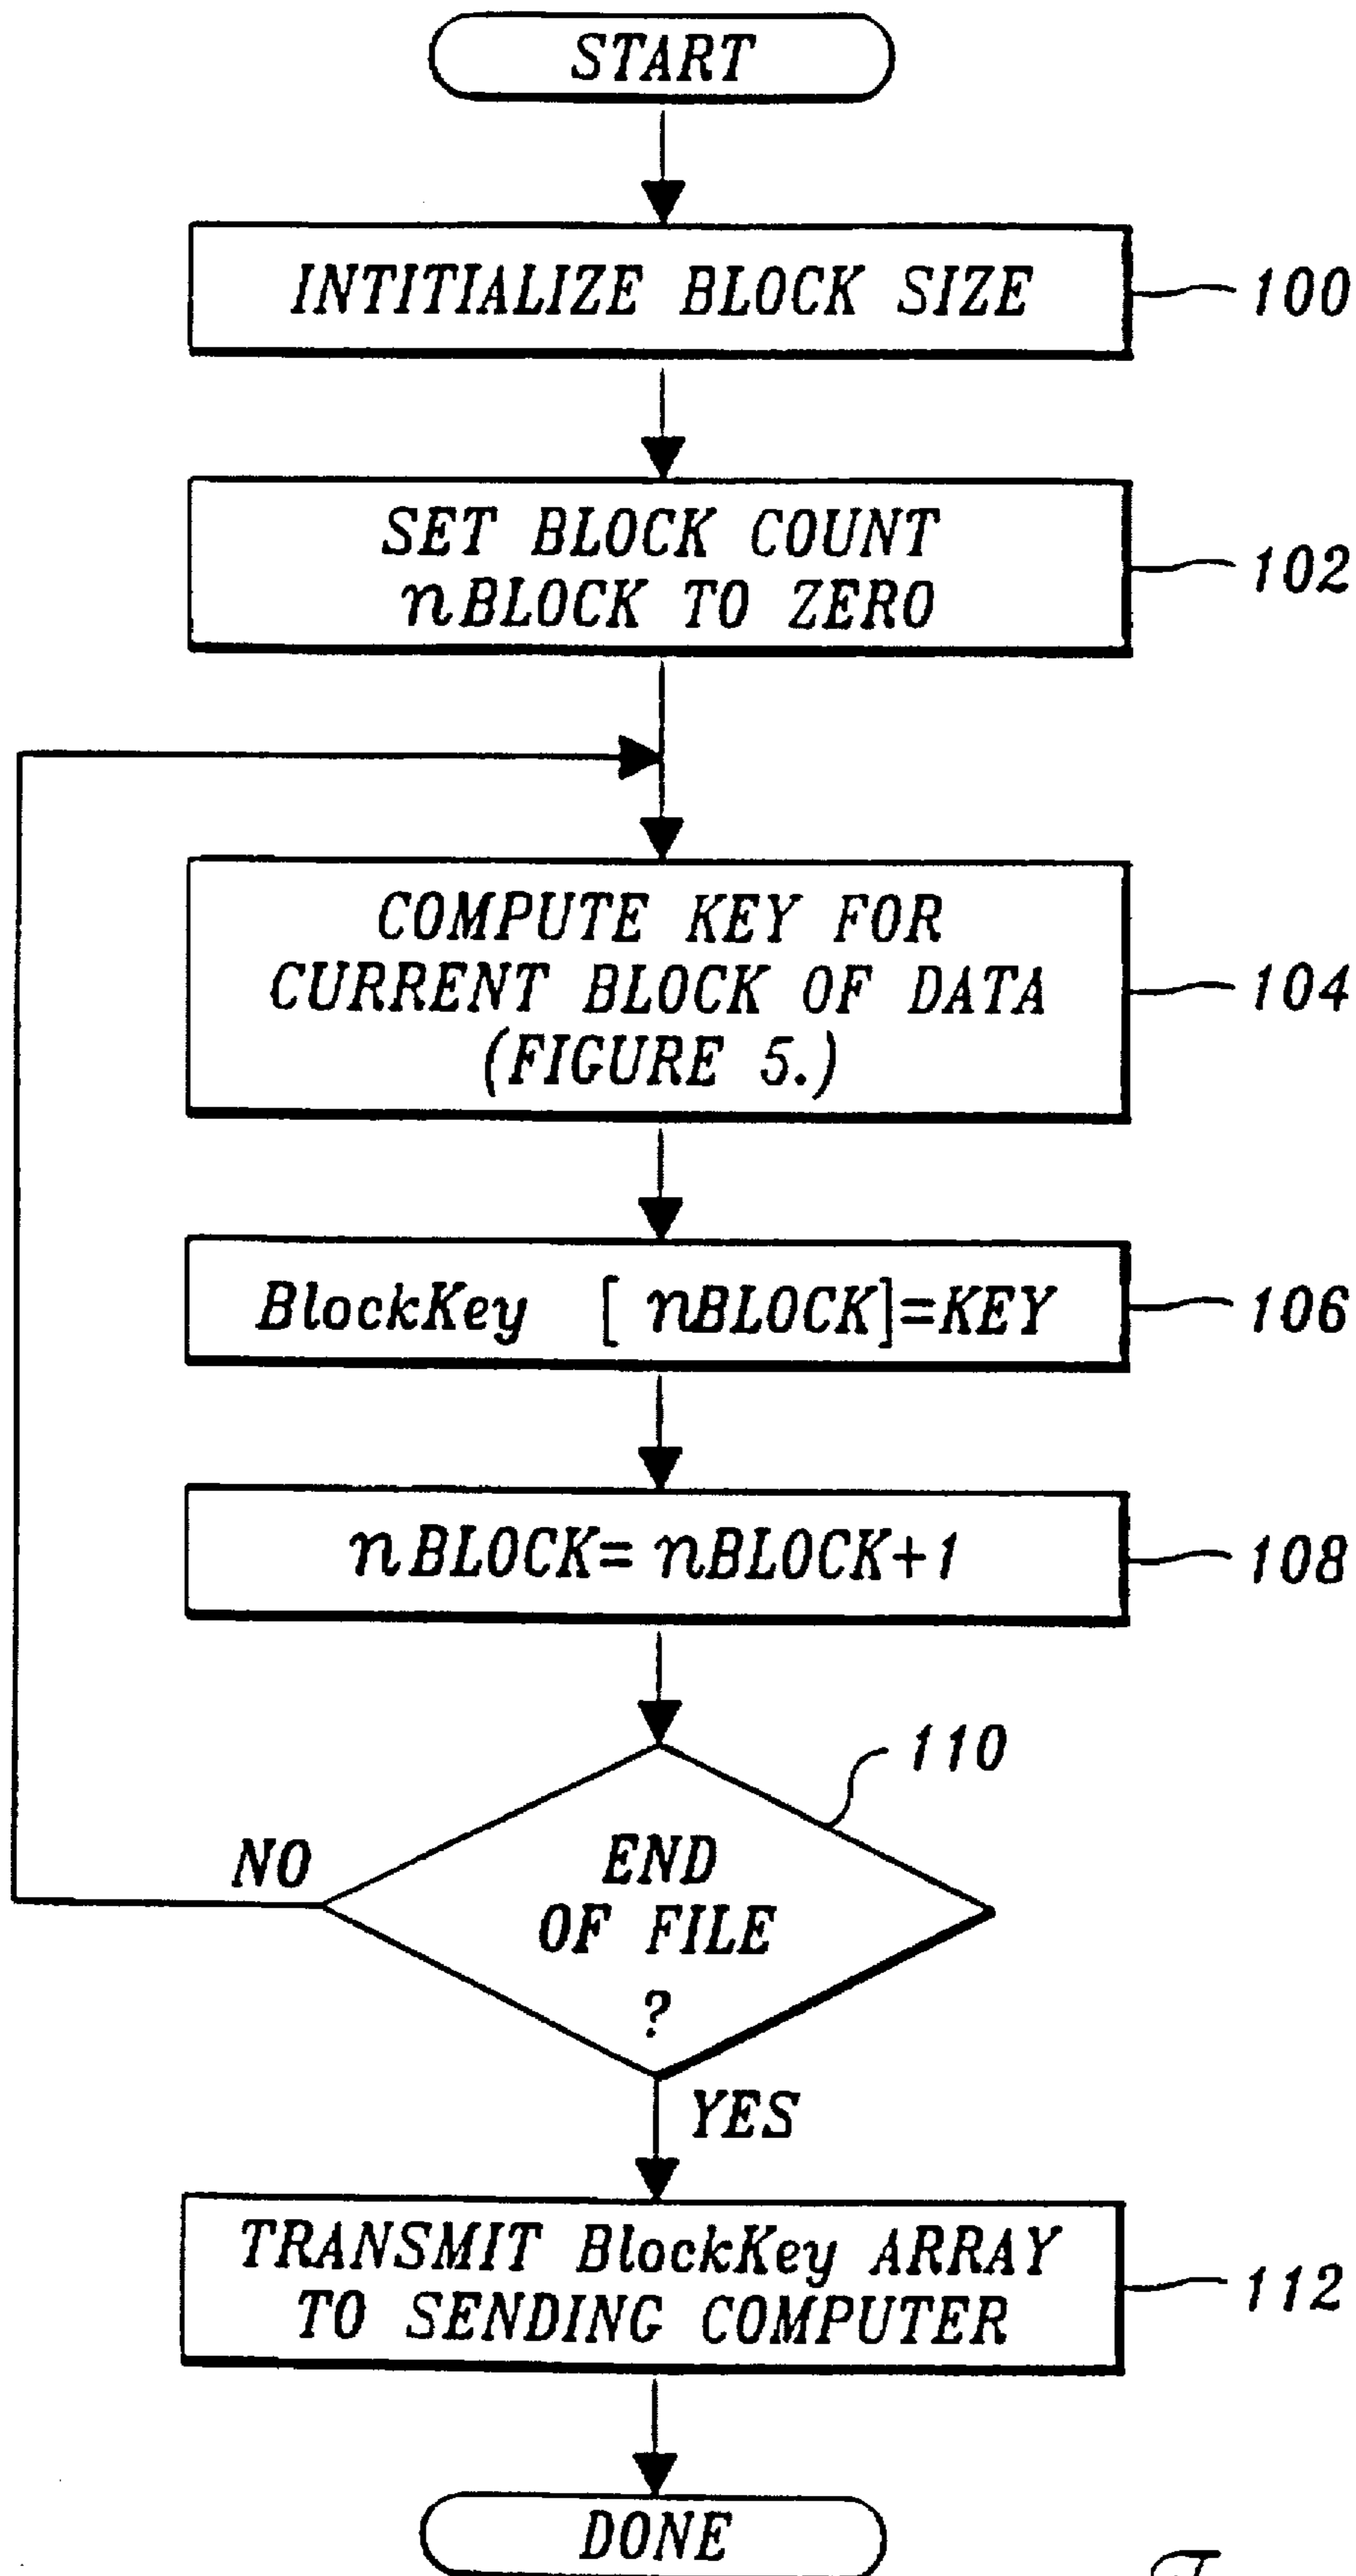 START
INTITIALIZE BLOCK SIZE
100
SET BLOCK COUNT
nBLOCK TO ZERO
102
COMPUTE KEY FOR
CURRENT BLOCK OF DATA
(FIGURE 5.)
104
BlockKey [ nBLOCK]=KEY
106
nBLOCK= nBLOCK+1
108
110
NO
END
OF FILE
?
YES
TRANSMIT BlockKey ARRAY
TO SENDING COMPUTER
112
DONE